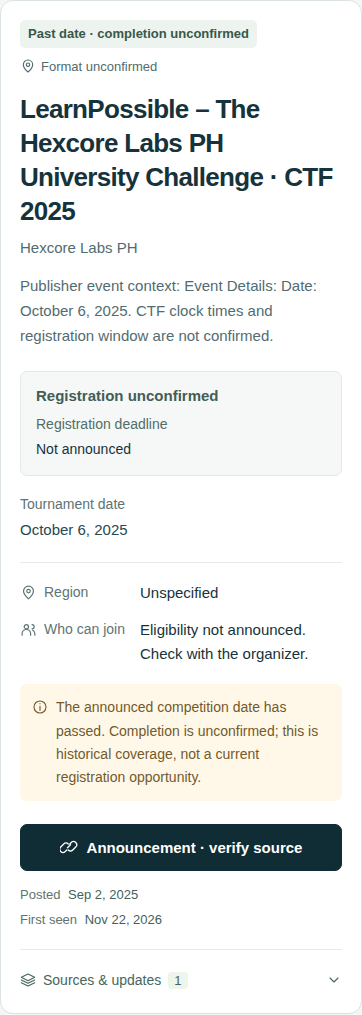 Past date · completion unconfirmed
Format unconfirmed
LearnPossible – The
Hexcore Labs PH
University Challenge · CTF
2025
Hexcore Labs PH
Publisher event context: Event Details: Date:
October 6, 2025. CTF clock times and
registration window are not confirmed.
Registration unconfirmed
Registration deadline
Not announced
Tournament date
October 6, 2025
Region Unspecified
Who can join Eligibility not announced.
Check with the organizer.
The announced competition date has
passed. Completion is unconfirmed; this is
historical coverage, not a current
registration opportunity.
Announcement · verify source
Posted Sep 2, 2025
First seen Nov 22, 2026
Sources & updates 1